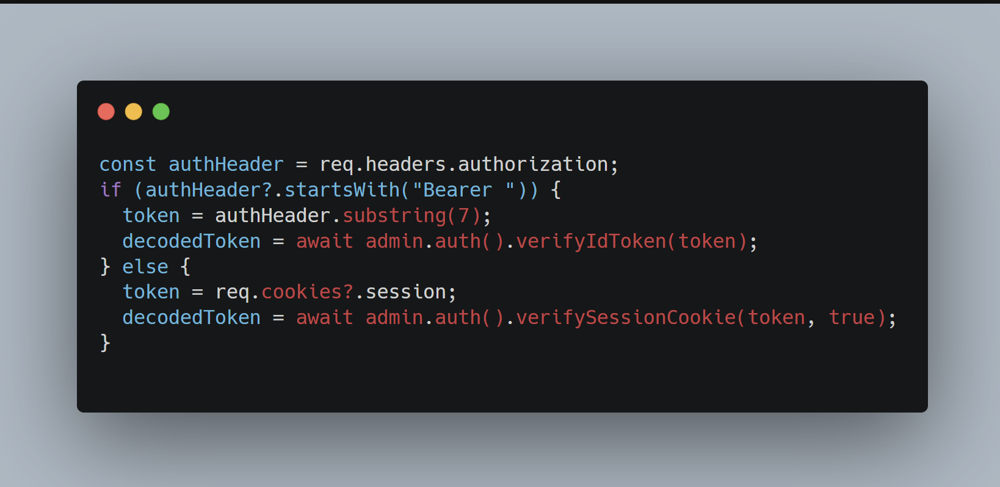 const authHeader = req.headers.authorization;
if (authHeader?.startsWith("Bearer ")) {
  token = authHeader.substring(7);
  decodedToken = await admin.auth().verifyIdToken(token);
} else {
  token = req.cookies?.session;
  decodedToken = await admin.auth().verifySessionCookie(token, true);
}